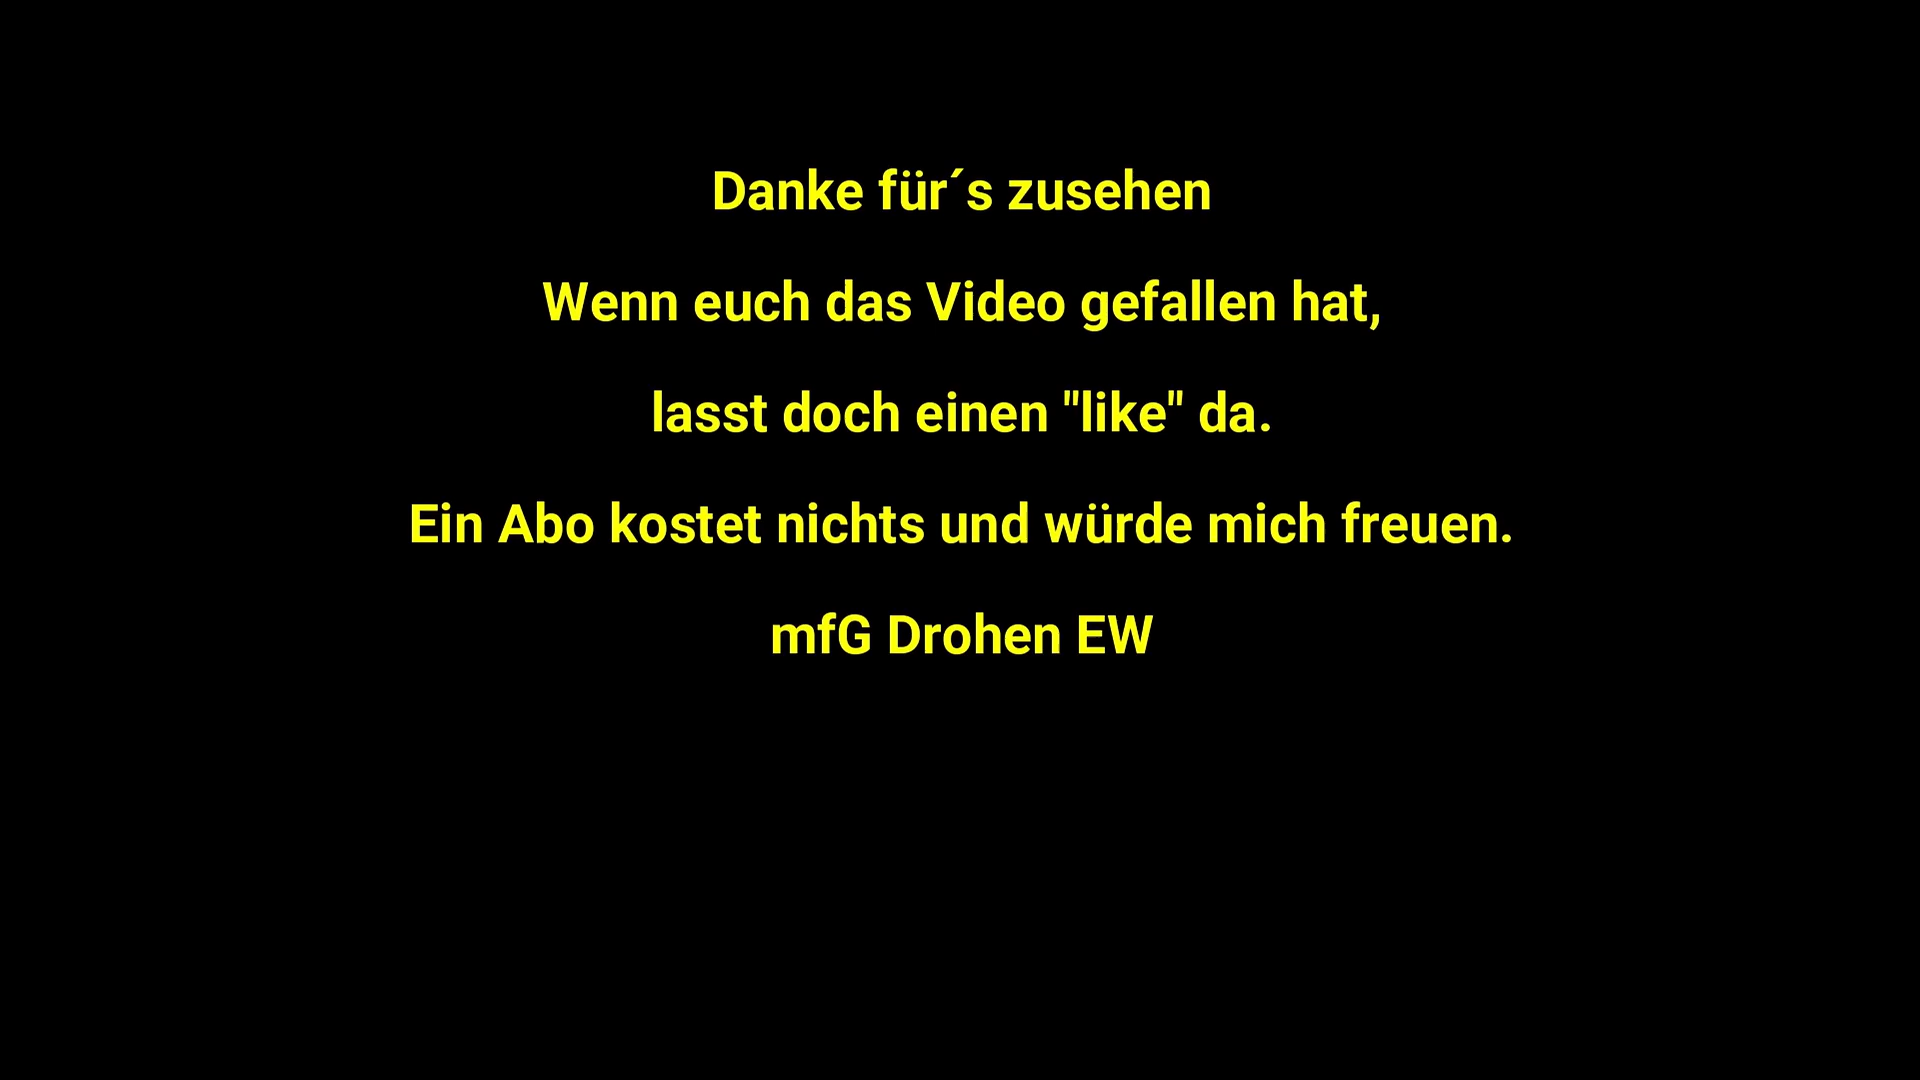 Danke für´s zusehen
Wenn euch das Video gefallen hat,
lasst doch einen "like" da.
Ein Abo kostet nichts und würde mich freuen.
mfG Drohen EW